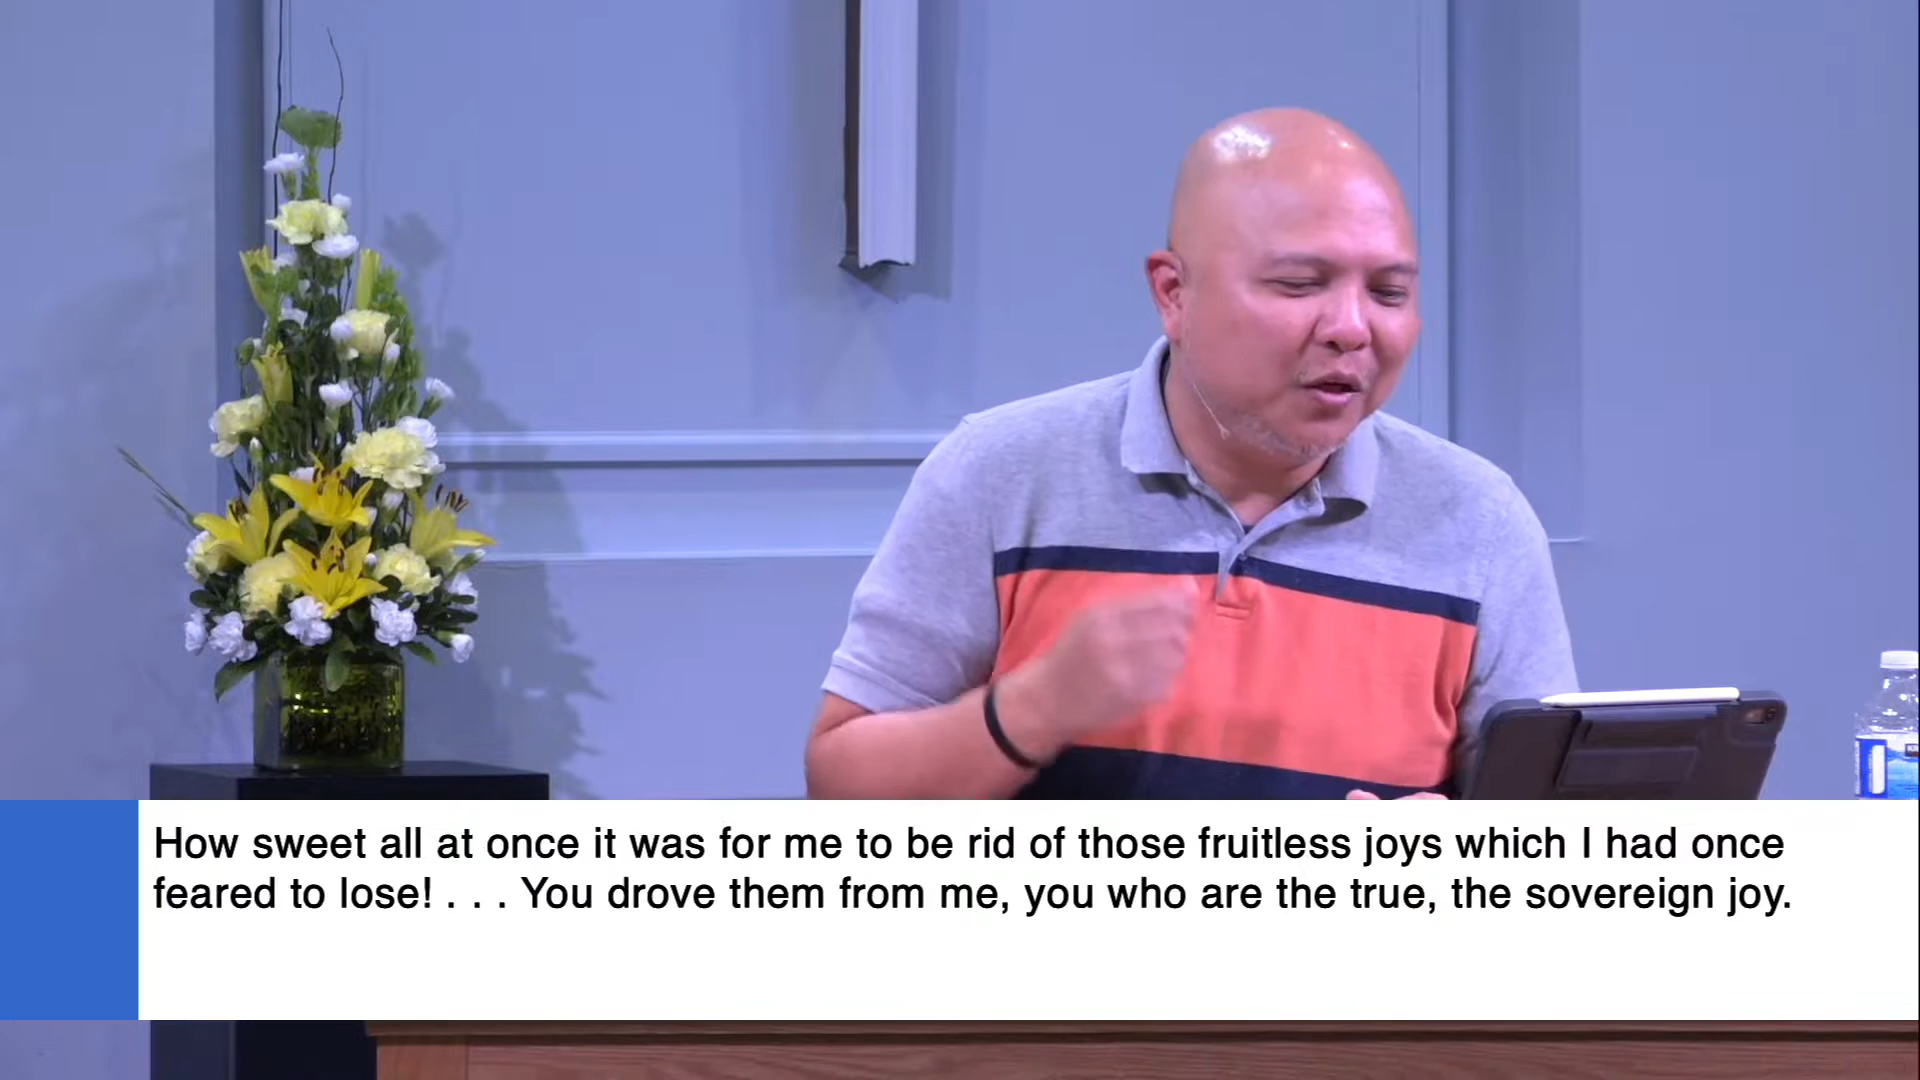 How sweet all at once it was for me to be rid of those fruitless joys which I had once
feared to lose! . . . You drove them from me, you who are the true, the sovereign joy.